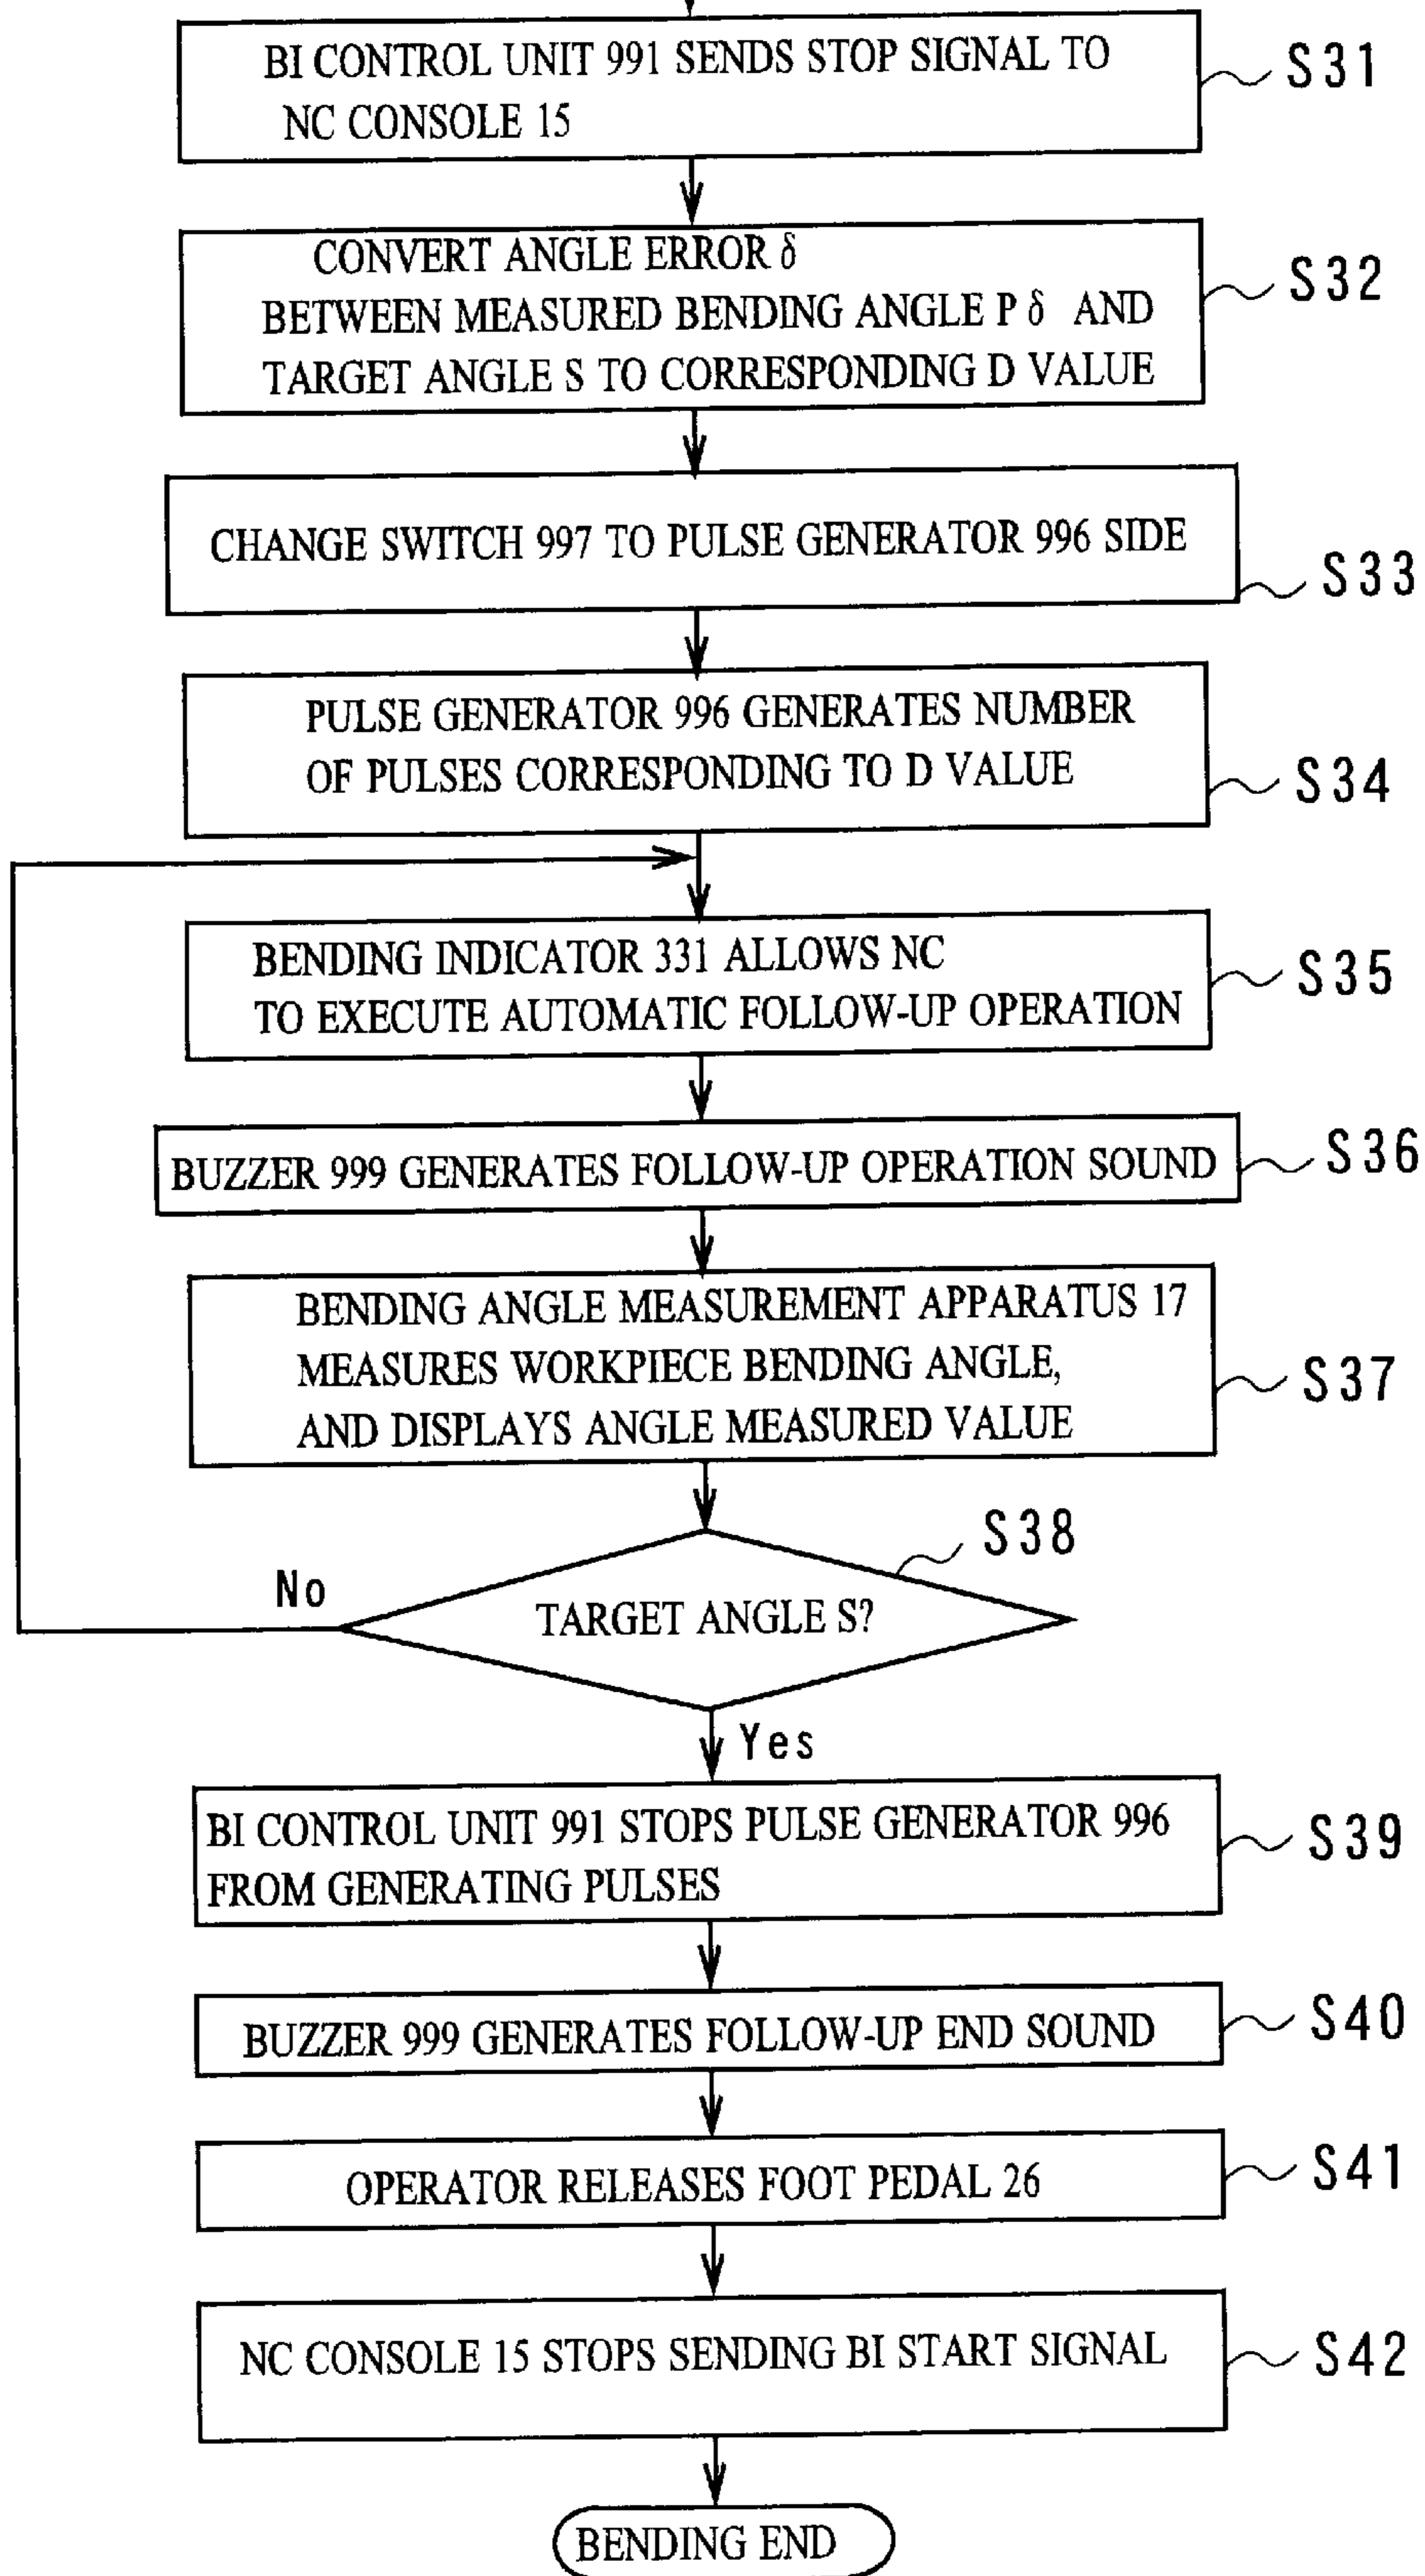 BI CONTROL UNIT 991 SENDS STOP SIGNAL TO
NC CONSOLE 15
S31
CONVERT ANGLE ERROR δ
BETWEEN MEASURED BENDING ANGLE P δ AND
TARGET ANGLE S TO CORRESPONDING D VALUE
S32
CHANGE SWITCH 997 TO PULSE GENERATOR 996 SIDE
S33
PULSE GENERATOR 996 GENERATES NUMBER
OF PULSES CORRESPONDING TO D VALUE
S34
BENDING INDICATOR 331 ALLOWS NC
TO EXECUTE AUTOMATIC FOLLOW-UP OPERATION
S35
BUZZER 999 GENERATES FOLLOW-UP OPERATION SOUND
S36
BENDING ANGLE MEASUREMENT APPARATUS 17
MEASURES WORKPIECE BENDING ANGLE,
AND DISPLAYS ANGLE MEASURED VALUE
S37
S38
No
TARGET ANGLE S?
Yes
BI CONTROL UNIT 991 STOPS PULSE GENERATOR 996
FROM GENERATING PULSES
S39
BUZZER 999 GENERATES FOLLOW-UP END SOUND
S40
OPERATOR RELEASES FOOT PEDAL 26
S41
NC CONSOLE 15 STOPS SENDING BI START SIGNAL
S42
BENDING END